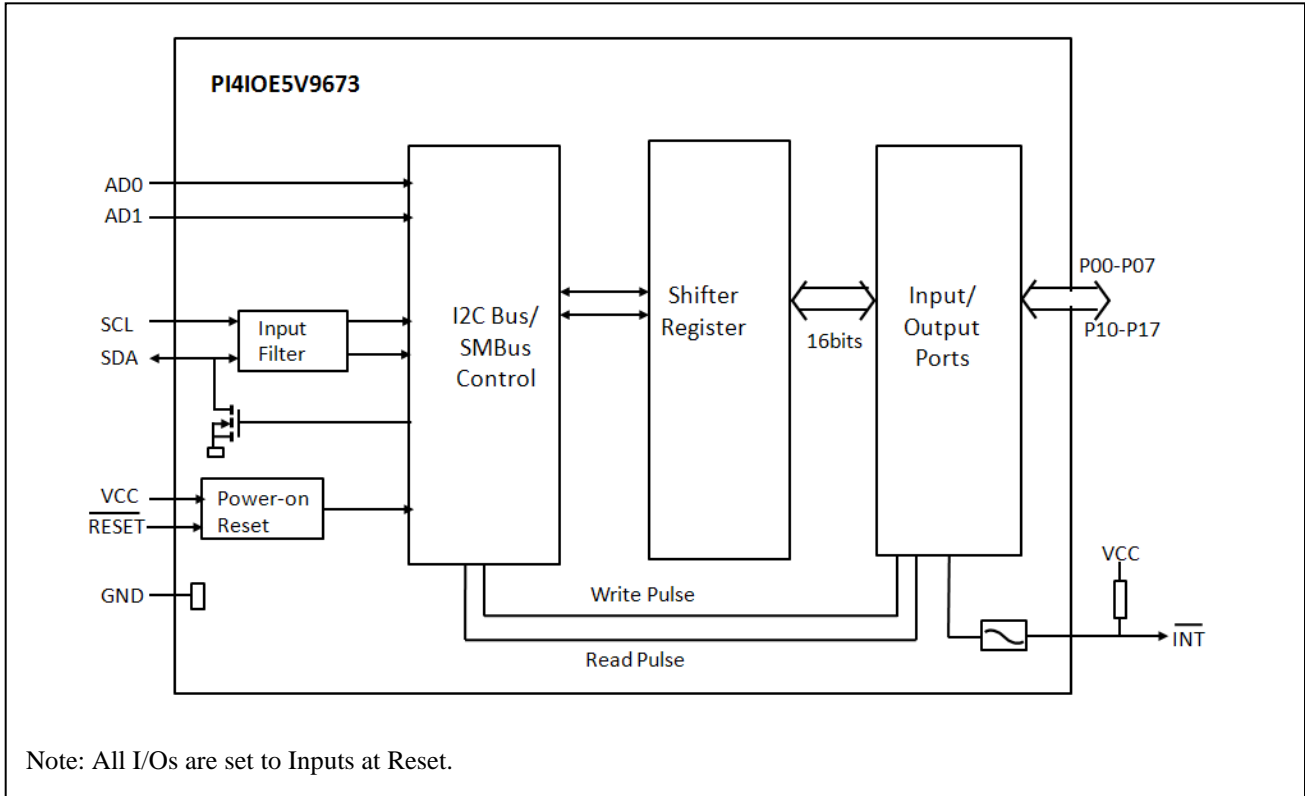 PI4IOE5V9673
AD0
AD1
SCL
SDA
Input
Filter
VCC
RESET
Power-on
Reset
GND
I2C Bus/
SMBus
Control
Shifter
Register
16bits
Input/
Output
Ports
P00-P07
P10-P17
Write Pulse
Read Pulse
VCC
INT
Note: All I/Os are set to Inputs at Reset.